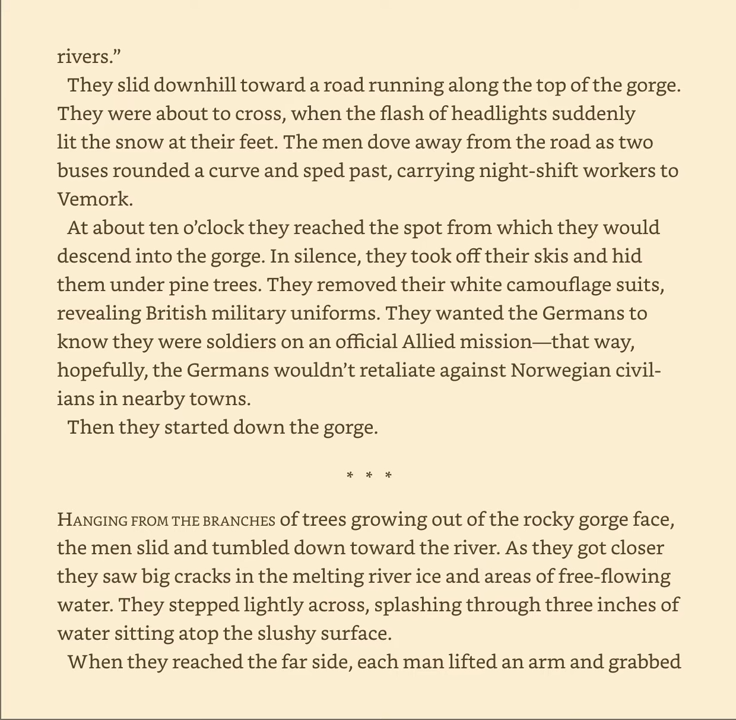 rivers.”
They slid downhill toward a road running along the top of the gorge.
They were about to cross, when the flash of headlights suddenly
lit the snow at their feet. The men dove away from the road as two
buses rounded a curve and sped past, carrying night-shift workers to
Vemork.
At about ten o’clock they reached the spot from which they would
descend into the gorge. In silence, they took off their skis and hid
them under pine trees. They removed their white camouflage suits,
revealing British military uniforms. They wanted the Germans to
know they were soldiers on an official Allied mission—that way,
hopefully, the Germans wouldn’t retaliate against Norwegian civil-
ians in nearby towns.
Then they started down the gorge.
* * *
HANGING FROM THE BRANCHES of trees growing out of the rocky gorge face,
the men slid and tumbled down toward the river. As they got closer
they saw big cracks in the melting river ice and areas of free-flowing
water. They stepped lightly across, splashing through three inches of
water sitting atop the slushy surface.
When they reached the far side, each man lifted an arm and grabbed